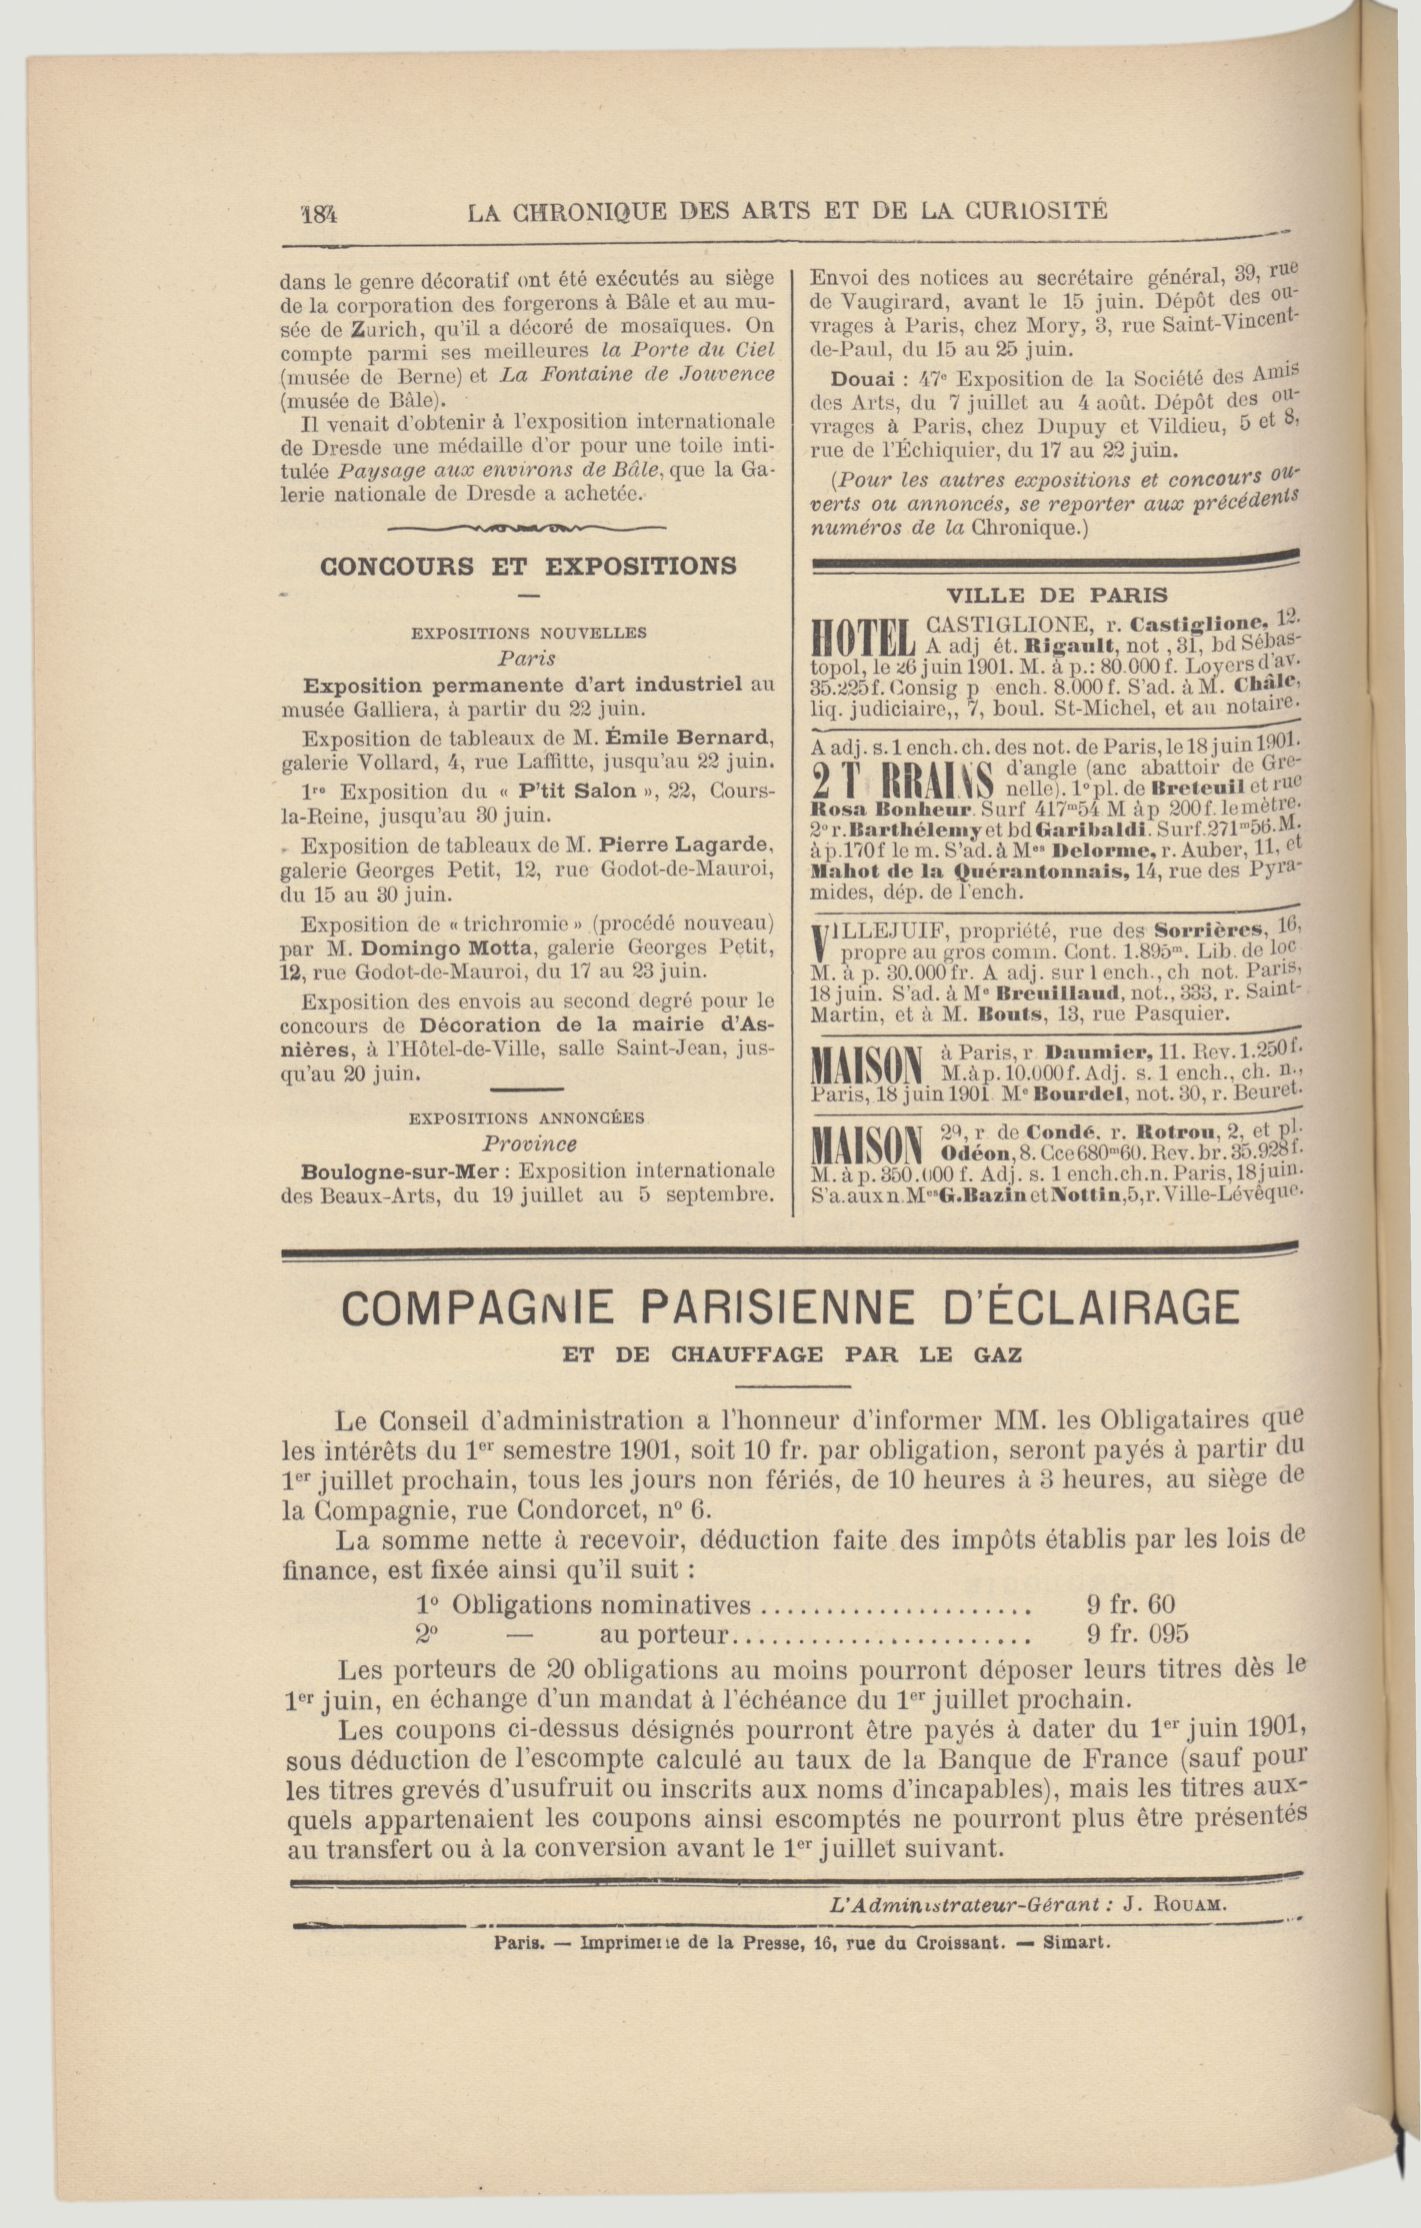 184 LA CHRONIQUE DES ARTS ET DE LA CURIOSITÉ
dans le genre décoratif ont été exécutés au siège
de la corporation des forgerons à Bâle et au mu-
sée de Zurich, qu'il a décoré de mosaïques. On
compte parmi ses meilleures la Porte du Ciel
(musée de Berne) et La Fontaine de Jouvence
(musée de Bâle).
Il venait d'obtenir à l'exposition internationale
de Dresde une médaille d'or pour une toile inti-
tulée Paysage aux environs de Bâle, que la Ga-
lerie nationale de Dresde a achetée.
CONCOURS ET EXPOSITIONS
EXPOSITIONS NOUVELLES
Paris
Exposition permanente d'art industriel au
musée Galliera, à partir du 22 juin.
Exposition de tableaux de M. Émile Bernard,
galerie Vollard, 4, rue Laffitte, jusqu'au 22 juin.
1re Exposition du « P'tit Salon », 22, Cours-
la-Reine, jusqu'au 30 juin.
Exposition de tableaux de M. Pierre Lagarde,
galerie Georges Petit, 12, rue Godot-de-Mauroi,
du 15 au 30 juin.
Exposition de « trichromie » (procédé nouveau)
par M. Domingo Motta, galerie Georges Petit,
12, rue Godot-de-Mauroi, du 17 au 23 juin.
Exposition des envois au second degré pour le
concours de Décoration de la mairie d'As-
nières, à l'Hôtel-de-Ville, salle Saint-Jean, jus-
qu'au 20 juin.
EXPOSITIONS ANNONCÉES
Province
Boulogne-sur-Mer : Exposition internationale
des Beaux-Arts, du 19 juillet au 5 septembre.
Envoi des notices au secrétaire général, 39, rue
de Vaugirard, avant le 15 juin. Dépôt des ou-
vrages à Paris, chez Mory, 3, rue Saint-Vincent-
de-Paul, du 15 au 25 juin.
Douai : 47e Exposition de la Société des Amis
des Arts, du 7 juillet au 4 août. Dépôt des ou-
vrages à Paris, chez Dupuy et Vildieu, 5 et 8,
rue de l'Échiquier, du 17 au 22 juin.
(Pour les autres expositions et concours ou-
verts ou annoncés, se reporter aux précédents
numéros de la Chronique.)
VILLE DE PARIS
HOTEL CASTIGLIONE, r. Castiglione, 12.
A adj ét. Rigault, not, 31, bd Sébas-
topol, le 26 juin 1901. M. à p.: 80.000 f. Loyers d'av.
35.225 f. Consig p ench. 8.000 f. S'ad. à M. Châle,
liq. judiciaire,, 7, boul. St-Michel, et au notaire.
A adj. s. 1 ench. ch. des not. de Paris, le 18 juin 1901.
2 T RRAINS d'angle (anc abattoir de Gre-
nelle). 1° pl. de Breteuil et rue
Rosa Bonheur. Surf 417m54 M à p 200 f. le mètre.
2° r. Barthélemy et bd Garibaldi. Surf. 271m56. M.
à p. 170 f le m. S'ad. à Mes Delorme, r. Auber, 11, et
Mahot de la Quérantonnais, 14, rue des Pyra-
mides, dép. de l'ench.
VILLEJUIF, propriété, rue des Sorrières, 16,
propre au gros comm. Cont. 1.895m. Lib. de loc
M. à p. 30.000 fr. A adj. sur 1 ench., ch not. Paris,
18 juin. S'ad. à Me Breuillaud, not., 333, r. Saint-
Martin, et à M. Bouts, 13, rue Pasquier.
MAISON à Paris, r Daumier, 11. Rev. 1.250 f.
M. à p. 10.000 f. Adj. s. 1 ench., ch. n.,
Paris, 18 juin 1901. Me Bourdel, not. 30, r. Beuret.
MAISON 29, r de Condé, r. Rotrou, 2, et pl.
Odéon, 8. Cce 680m60. Rev. br. 35.928 f.
M. à p. 350.000 f. Adj. s. 1 ench. ch. n. Paris, 18 juin.
S'a. aux n. Mes G. Bazin et Nottin, 5, r. Ville-Lévêque.
COMPAGNIE PARISIENNE D'ÉCLAIRAGE
ET DE CHAUFFAGE PAR LE GAZ
Le Conseil d'administration a l'honneur d'informer MM. les Obligataires que
les intérêts du 1er semestre 1901, soit 10 fr. par obligation, seront payés à partir du
1er juillet prochain, tous les jours non fériés, de 10 heures à 3 heures, au siège de
la Compagnie, rue Condorcet, n° 6.
La somme nette à recevoir, déduction faite des impôts établis par les lois de
finance, est fixée ainsi qu'il suit :
1° Obligations nominatives ..................... 9 fr. 60
2° — au porteur....................... 9 fr. 095
Les porteurs de 20 obligations au moins pourront déposer leurs titres dès le
1er juin, en échange d'un mandat à l'échéance du 1er juillet prochain.
Les coupons ci-dessus désignés pourront être payés à dater du 1er juin 1901,
sous déduction de l'escompte calculé au taux de la Banque de France (sauf pour
les titres grevés d'usufruit ou inscrits aux noms d'incapables), mais les titres aux-
quels appartenaient les coupons ainsi escomptés ne pourront plus être présentés
au transfert ou à la conversion avant le 1er juillet suivant.
L'Administrateur-Gérant : J. ROUAM.
Paris. — Imprimerie de la Presse, 16, rue du Croissant. — Simart.